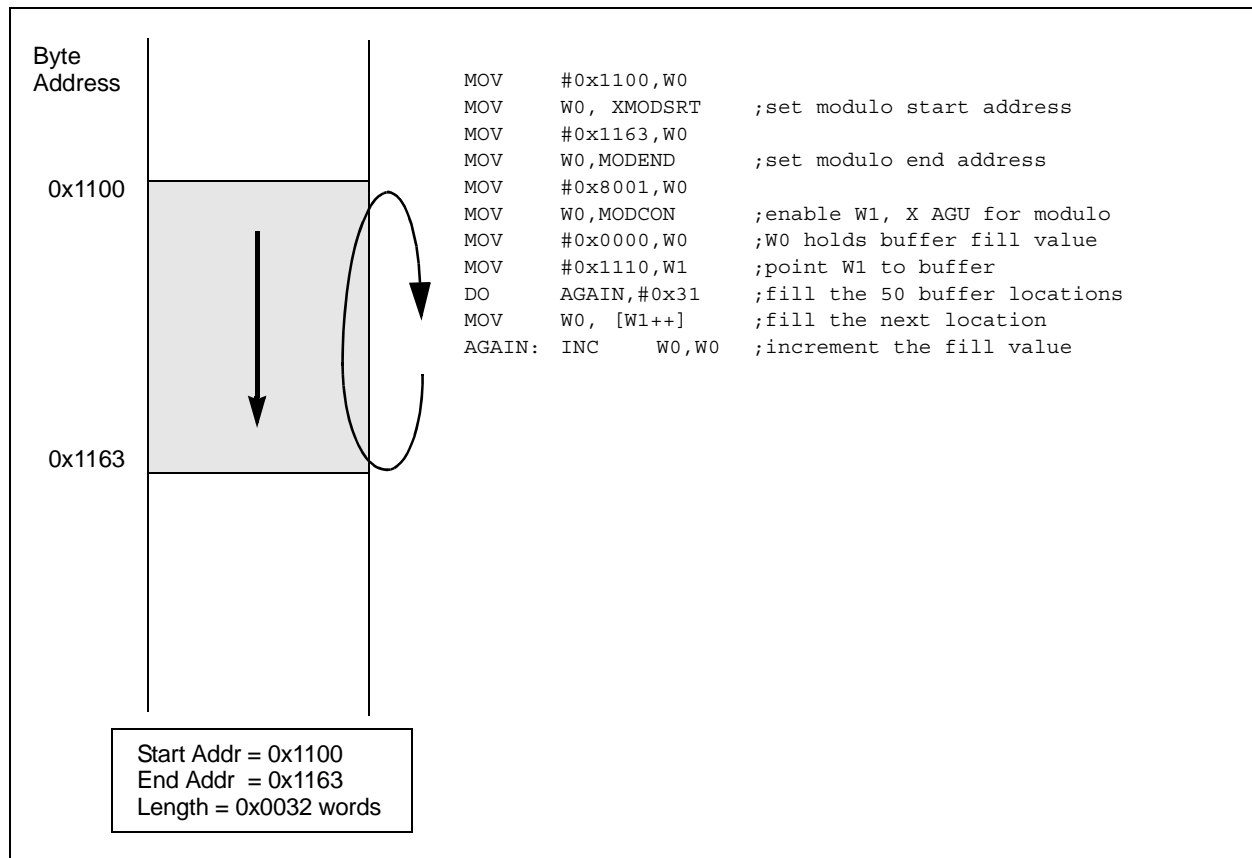 Byte
Address
0x1100
0x1163
MOV #0x1100,W0
MOV W0, XMODSRT ;set modulo start address
MOV #0x1163,W0
MOV W0,MODEND ;set modulo end address
MOV #0x8001,W0
MOV W0,MODCON ;enable W1, X AGU for modulo
MOV #0x0000,W0 ;W0 holds buffer fill value
MOV #0x1110,W1 ;point W1 to buffer
DO AGAIN,#0x31 ;fill the 50 buffer locations
MOV W0, [W1++] ;fill the next location
AGAIN: INC W0,W0 ;increment the fill value
Start Addr = 0x1100
End Addr = 0x1163
Length = 0x0032 words